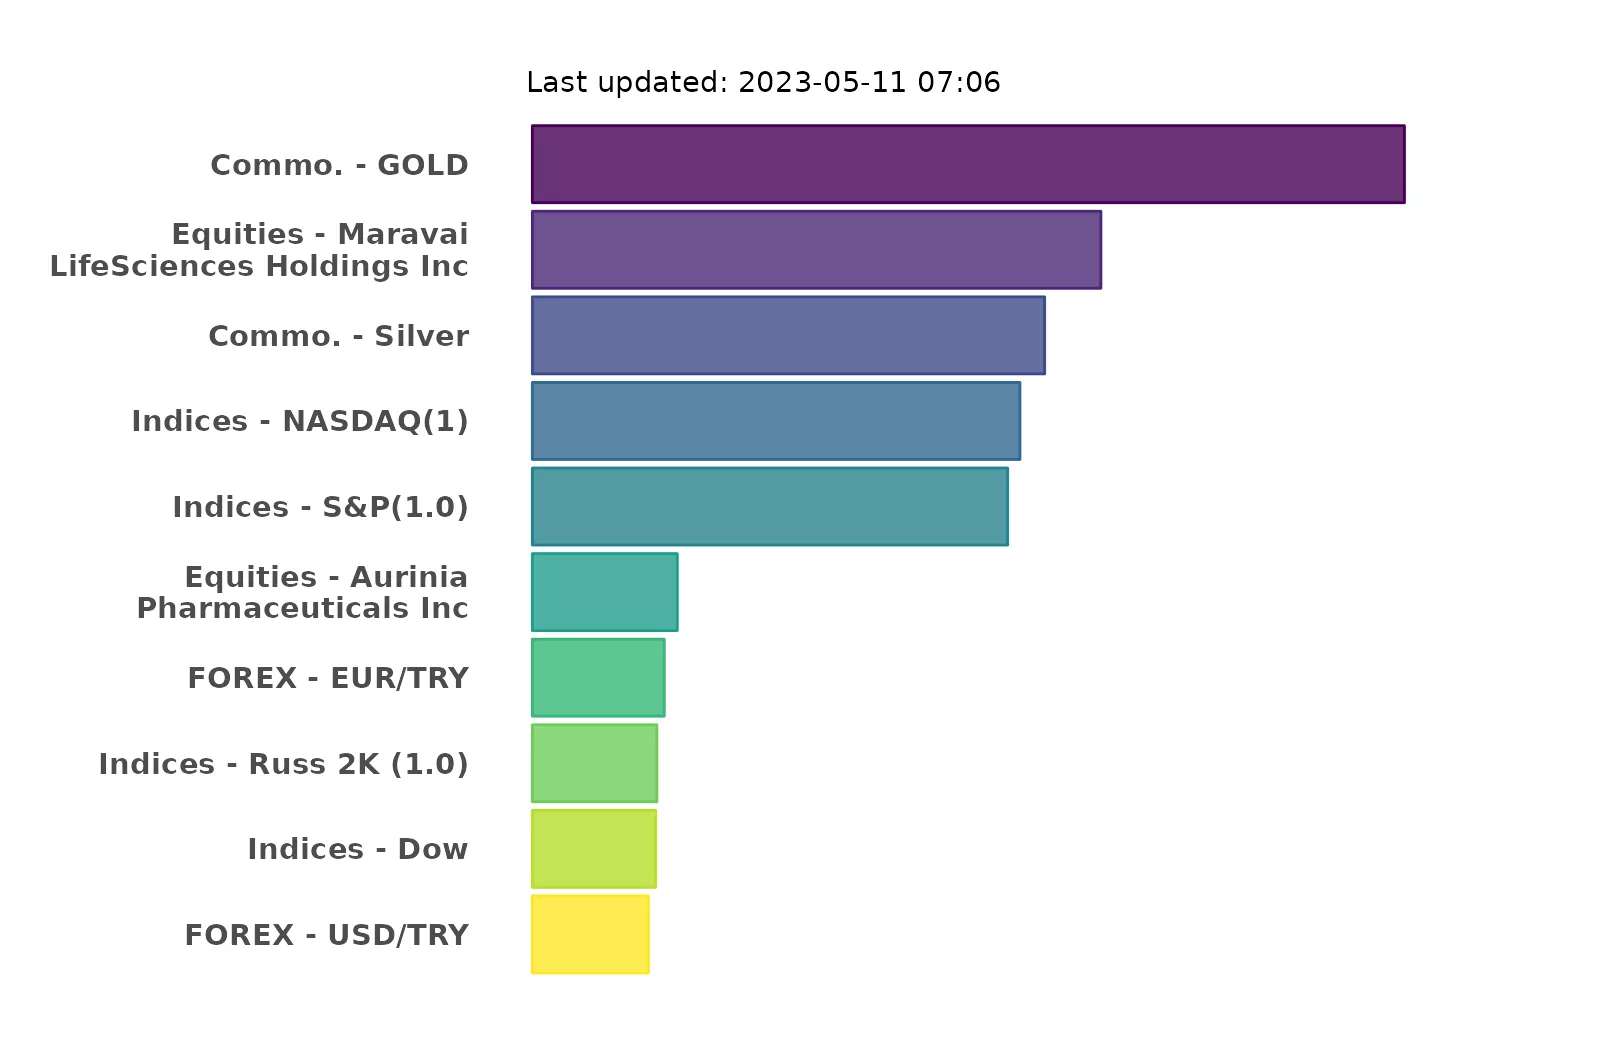 Last updated: 2023-05-11 07:06
Commo. - GOLD
Equities - Maravai
LifeSciences Holdings Inc
Commo. - Silver
Indices - NASDAQ(1)
Indices - S&P(1.0)
Equities - Aurinia
Pharmaceuticals Inc
FOREX - EUR/TRY
Indices - Russ 2K (1.0)
Indices - Dow
FOREX - USD/TRY